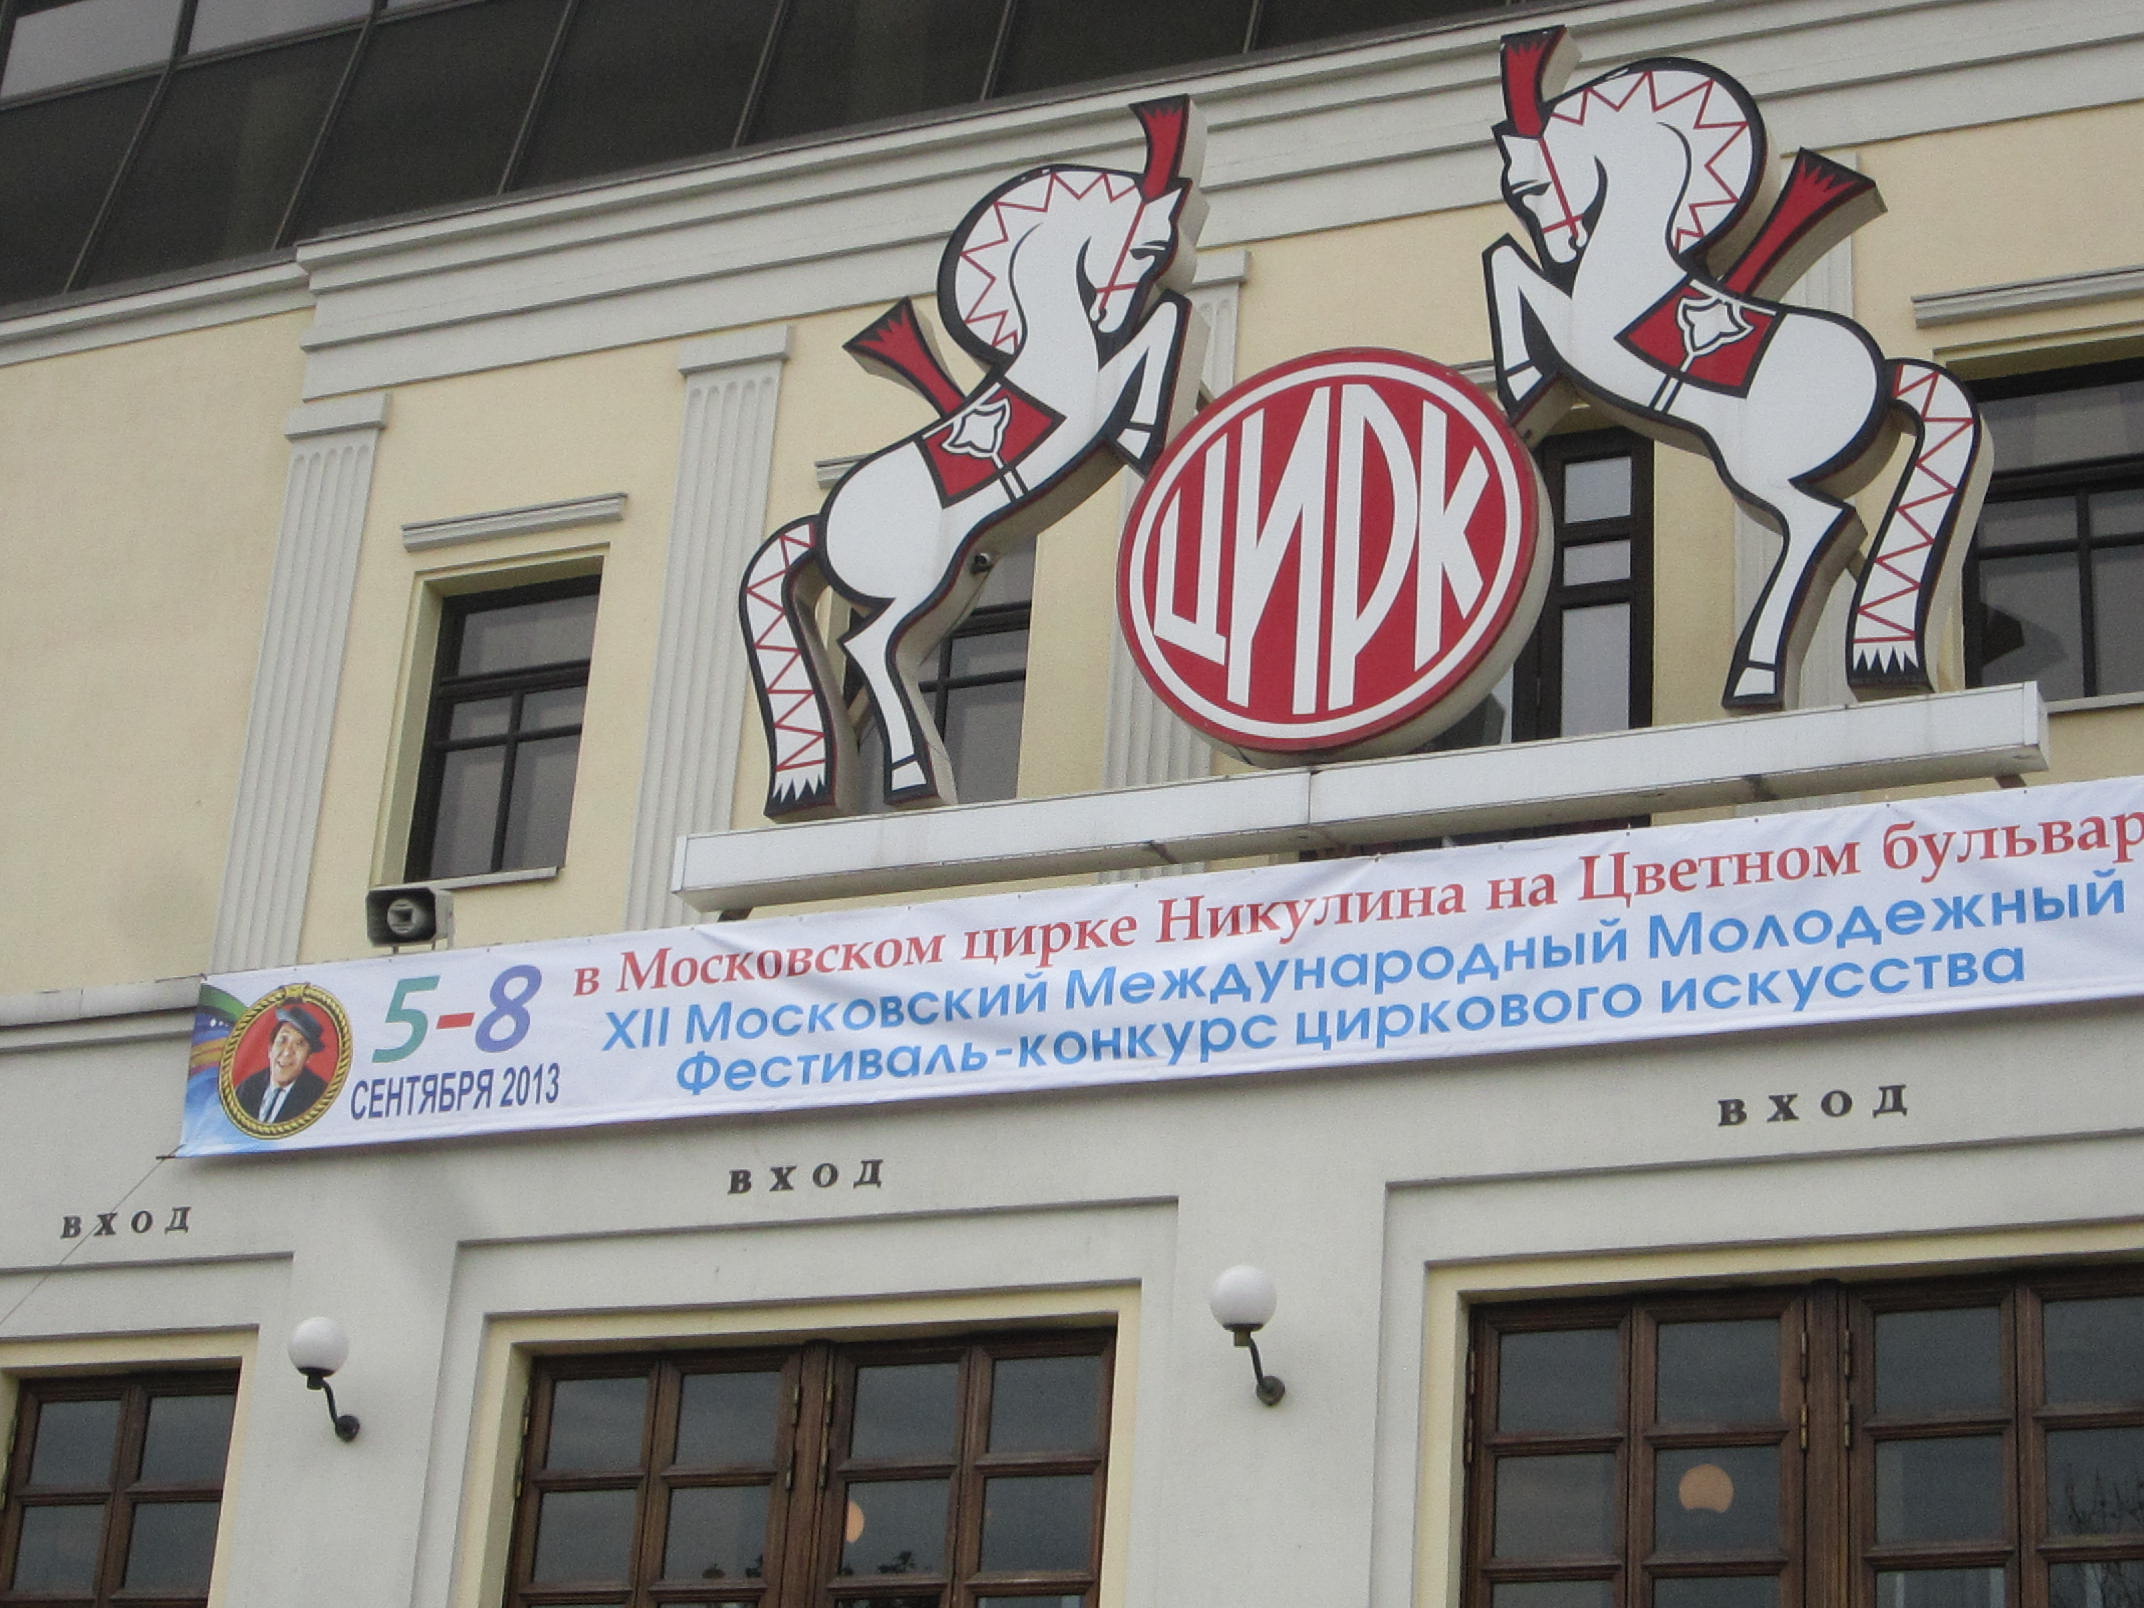 ЦИРК
в Московском цирке Никулина на Цветном бульвар
5-8
СЕНТЯБРЯ 2013
XII Московский Международный Молодежный
Фестиваль-конкурс циркового искусства
вход
вход
вход